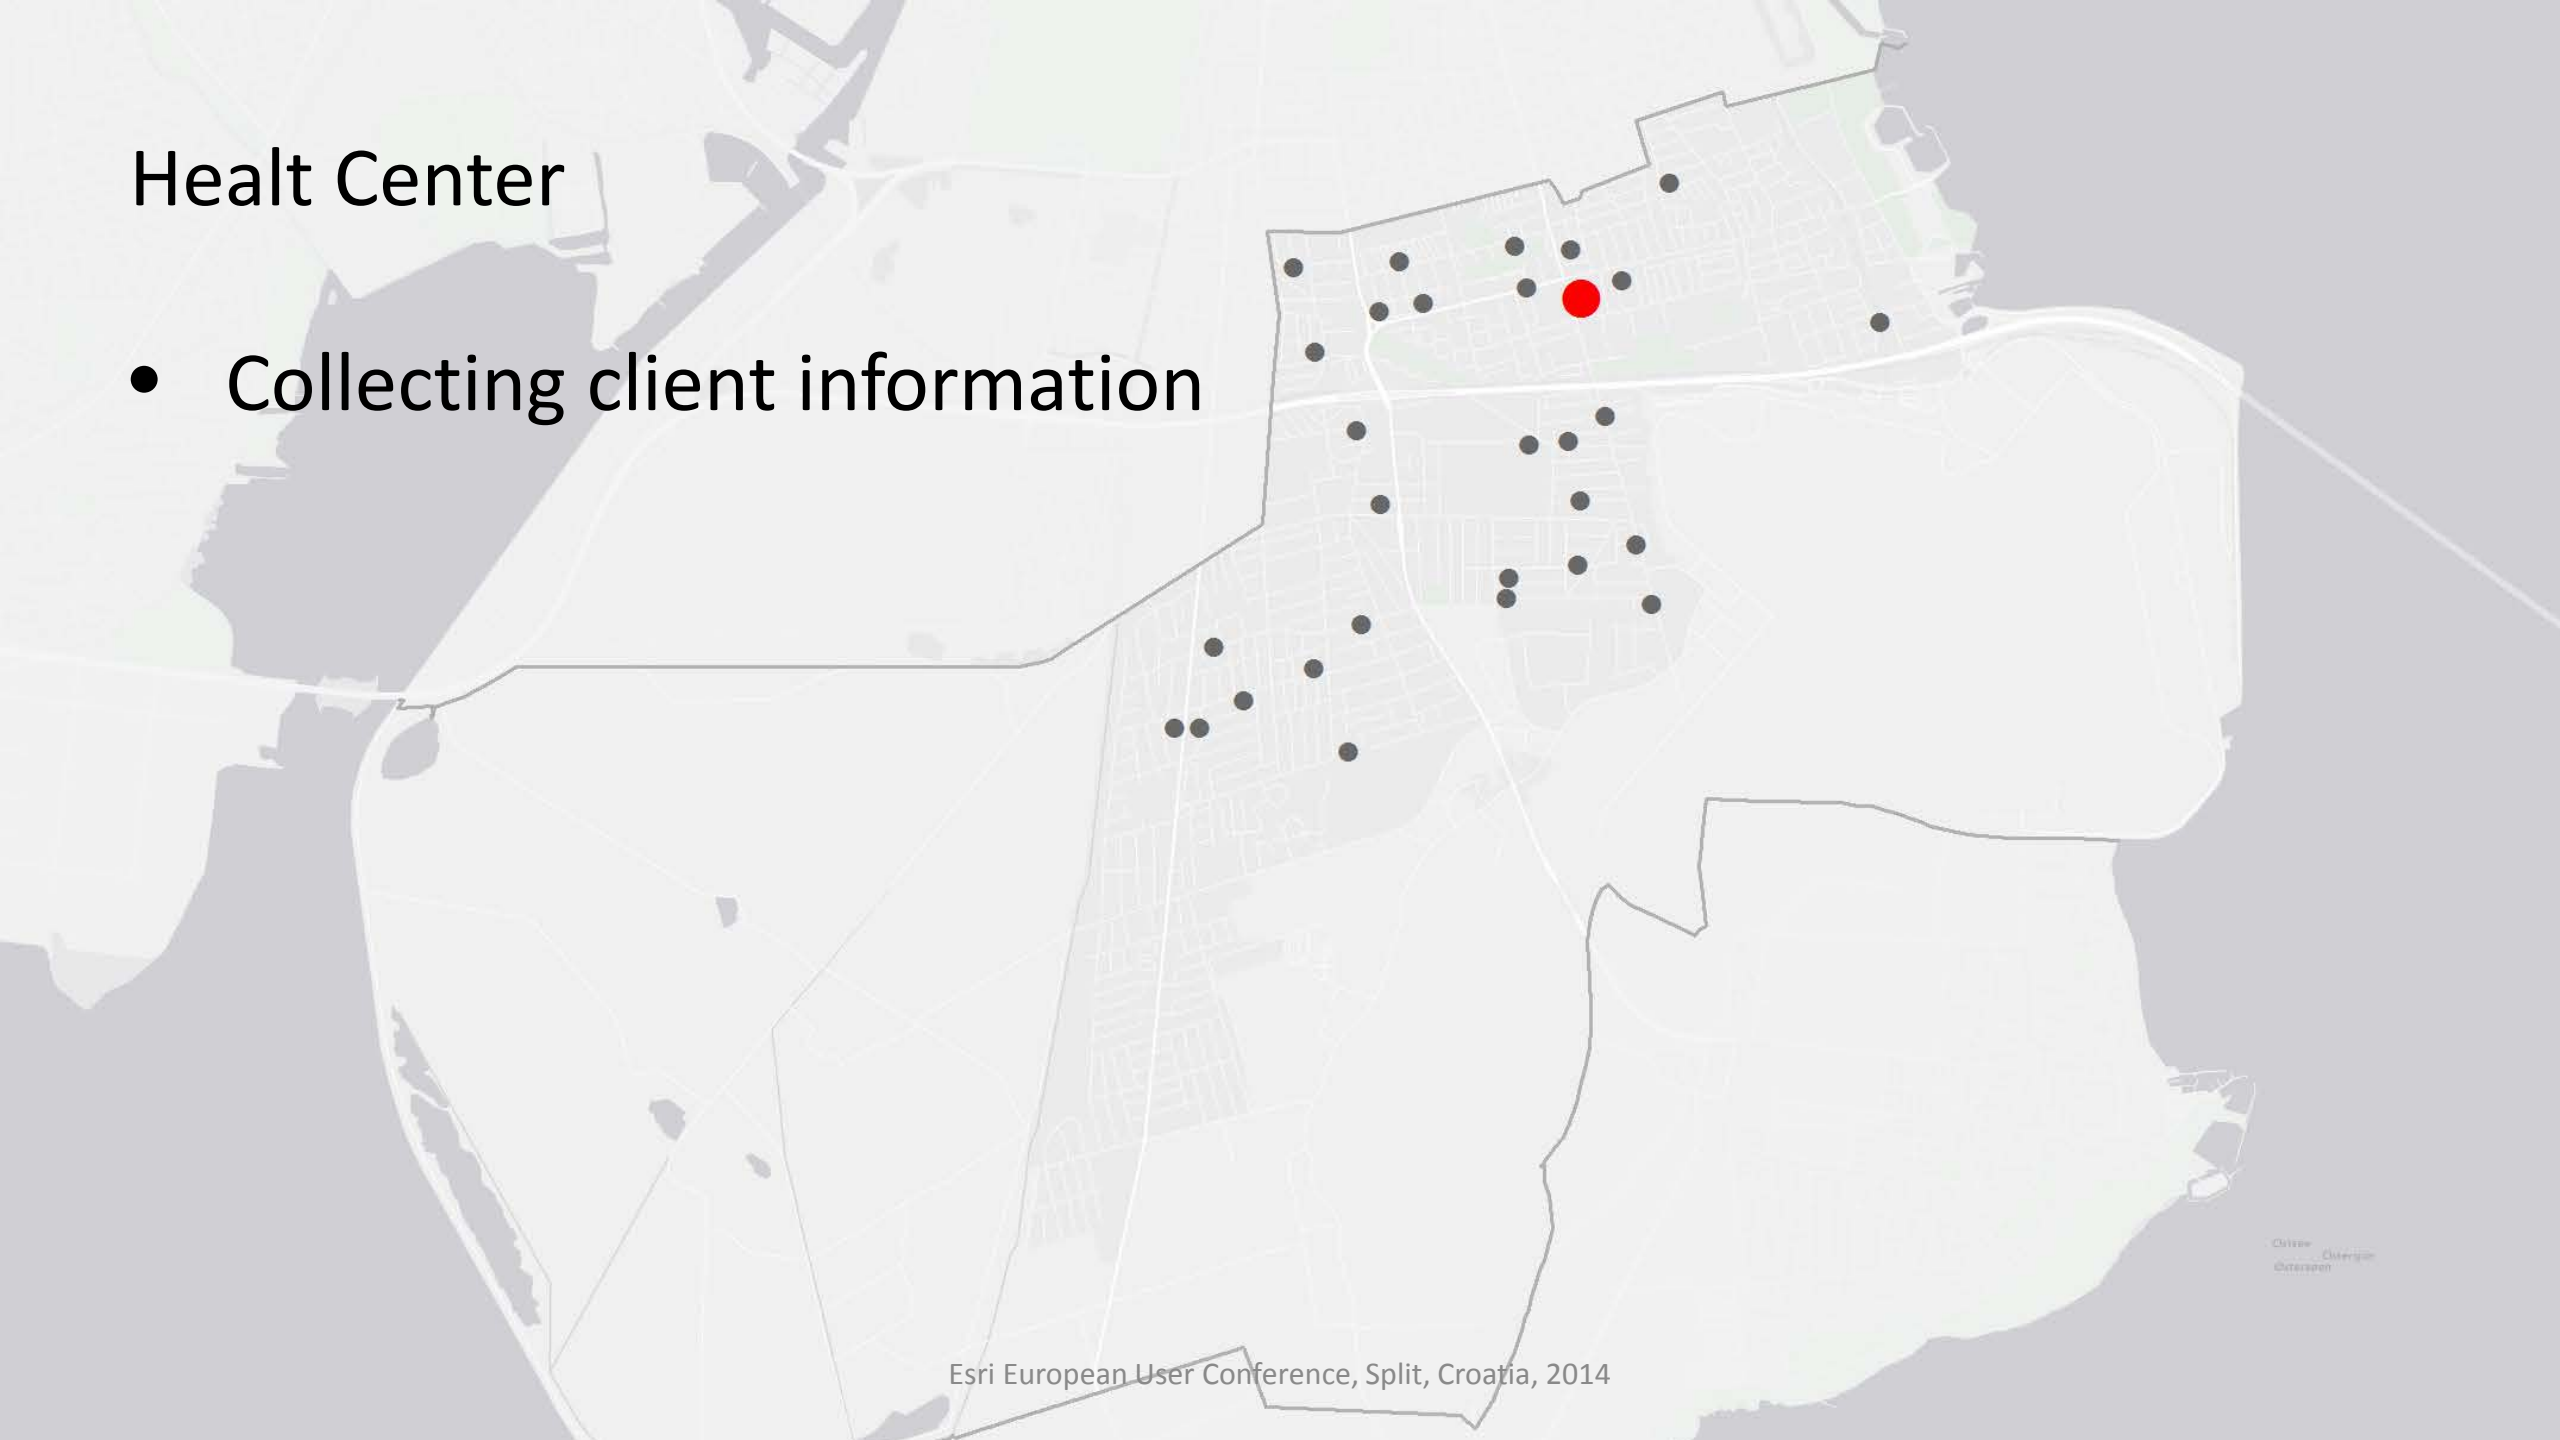 Healt Center
• Collecting client information
Esri European User Conference, Split, Croatia, 2014